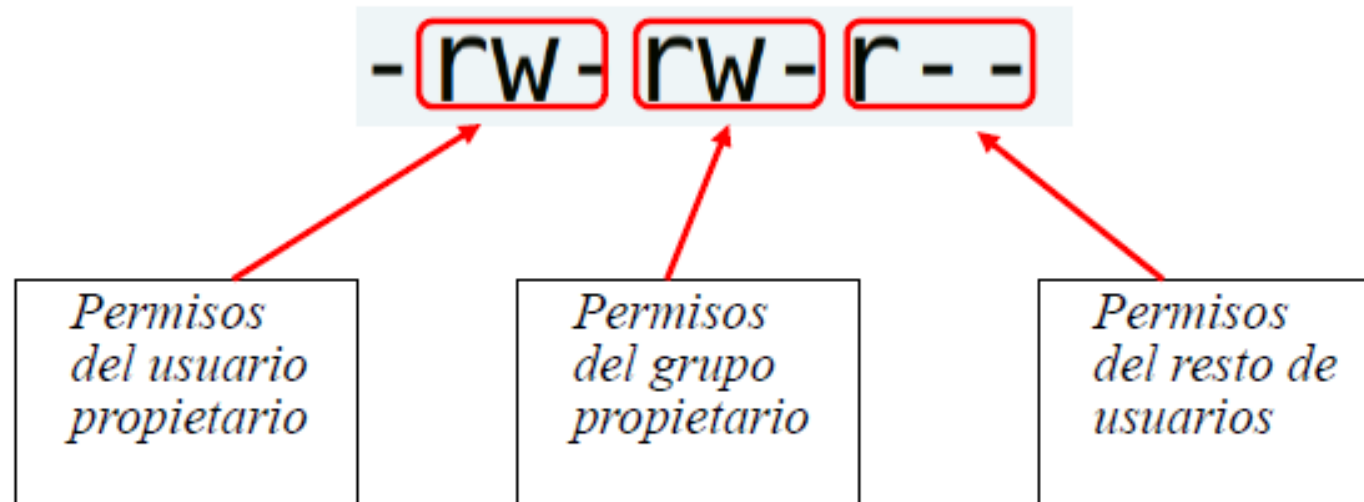 -rw-rw-r--
Permisos
del usuario
propietario
Permisos
del grupo
propietario
Permisos
del resto de
usuarios